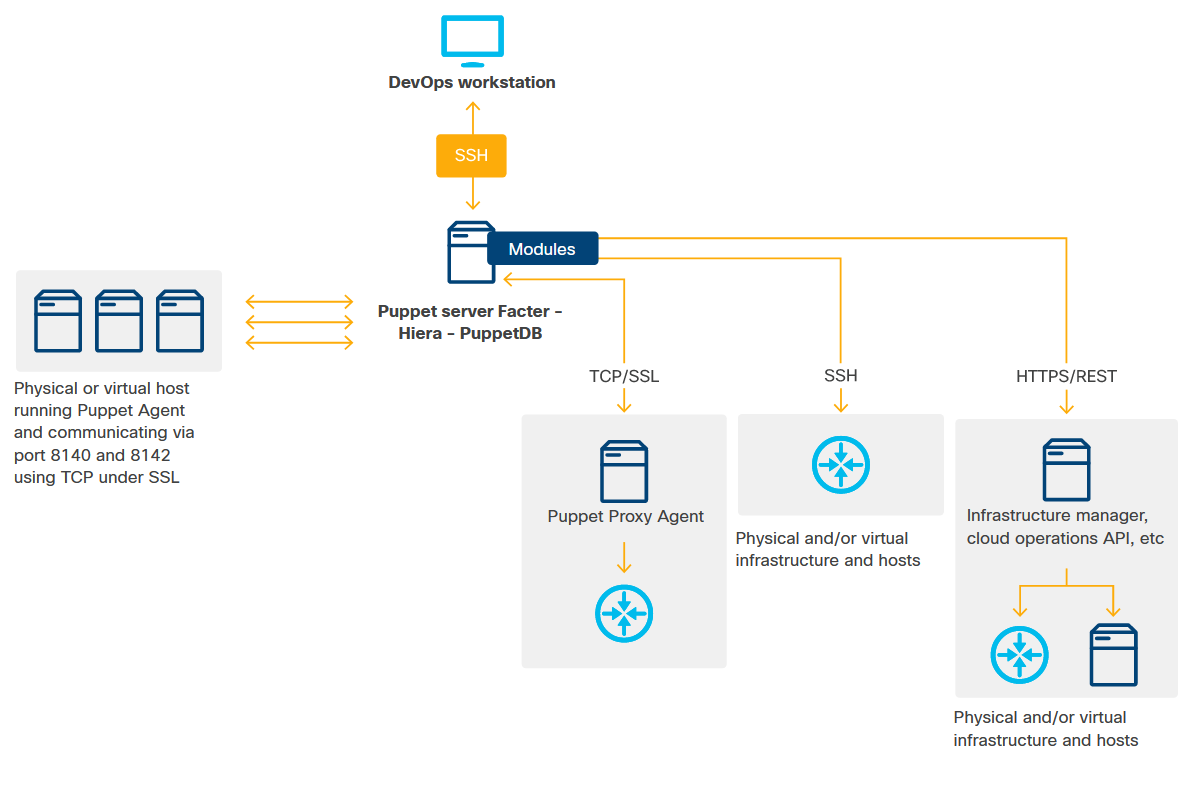 DevOps workstation
SSH
Modules
Puppet server Facter –
Hiera – PuppetDB
Physical or virtual host
running Puppet Agent
and communicating via
port 8140 and 8142
using TCP under SSL
TCP/SSL
SSH
HTTPS/REST
Puppet Proxy Agent
Physical and/or virtual
infrastructure and hosts
Infrastructure manager,
cloud operations API, etc
Physical and/or virtual
infrastructure and hosts